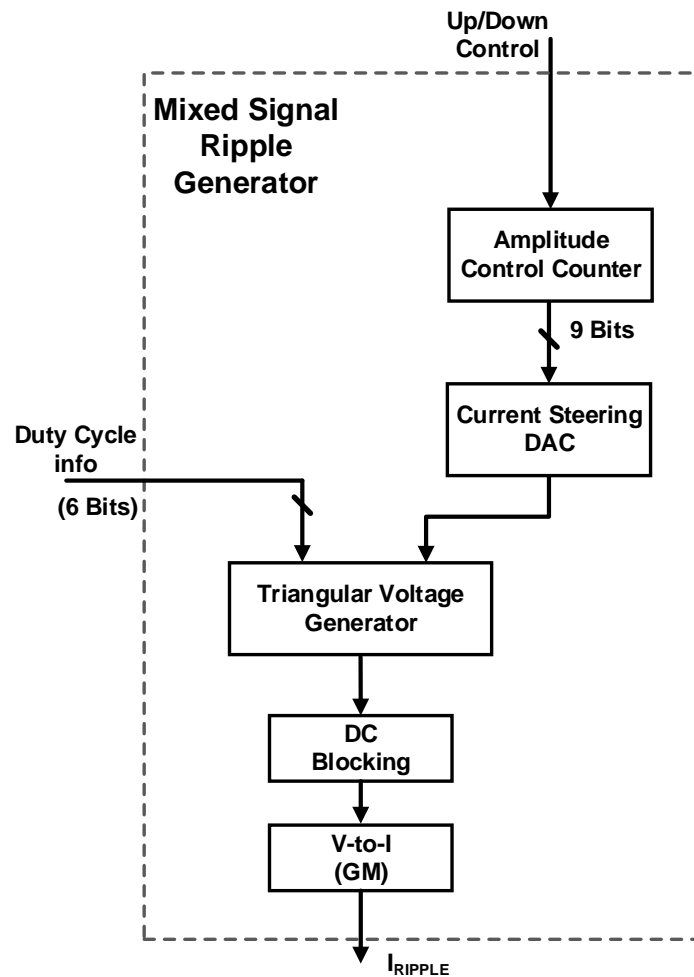 Up/Down
Control
Mixed Signal
Ripple
Generator
Amplitude
Control Counter
9 Bits
Current Steering
DAC
Duty Cycle
info
(6 Bits)
Triangular Voltage
Generator
DC
Blocking
V-to-I
(GM)
I_RIPPLE